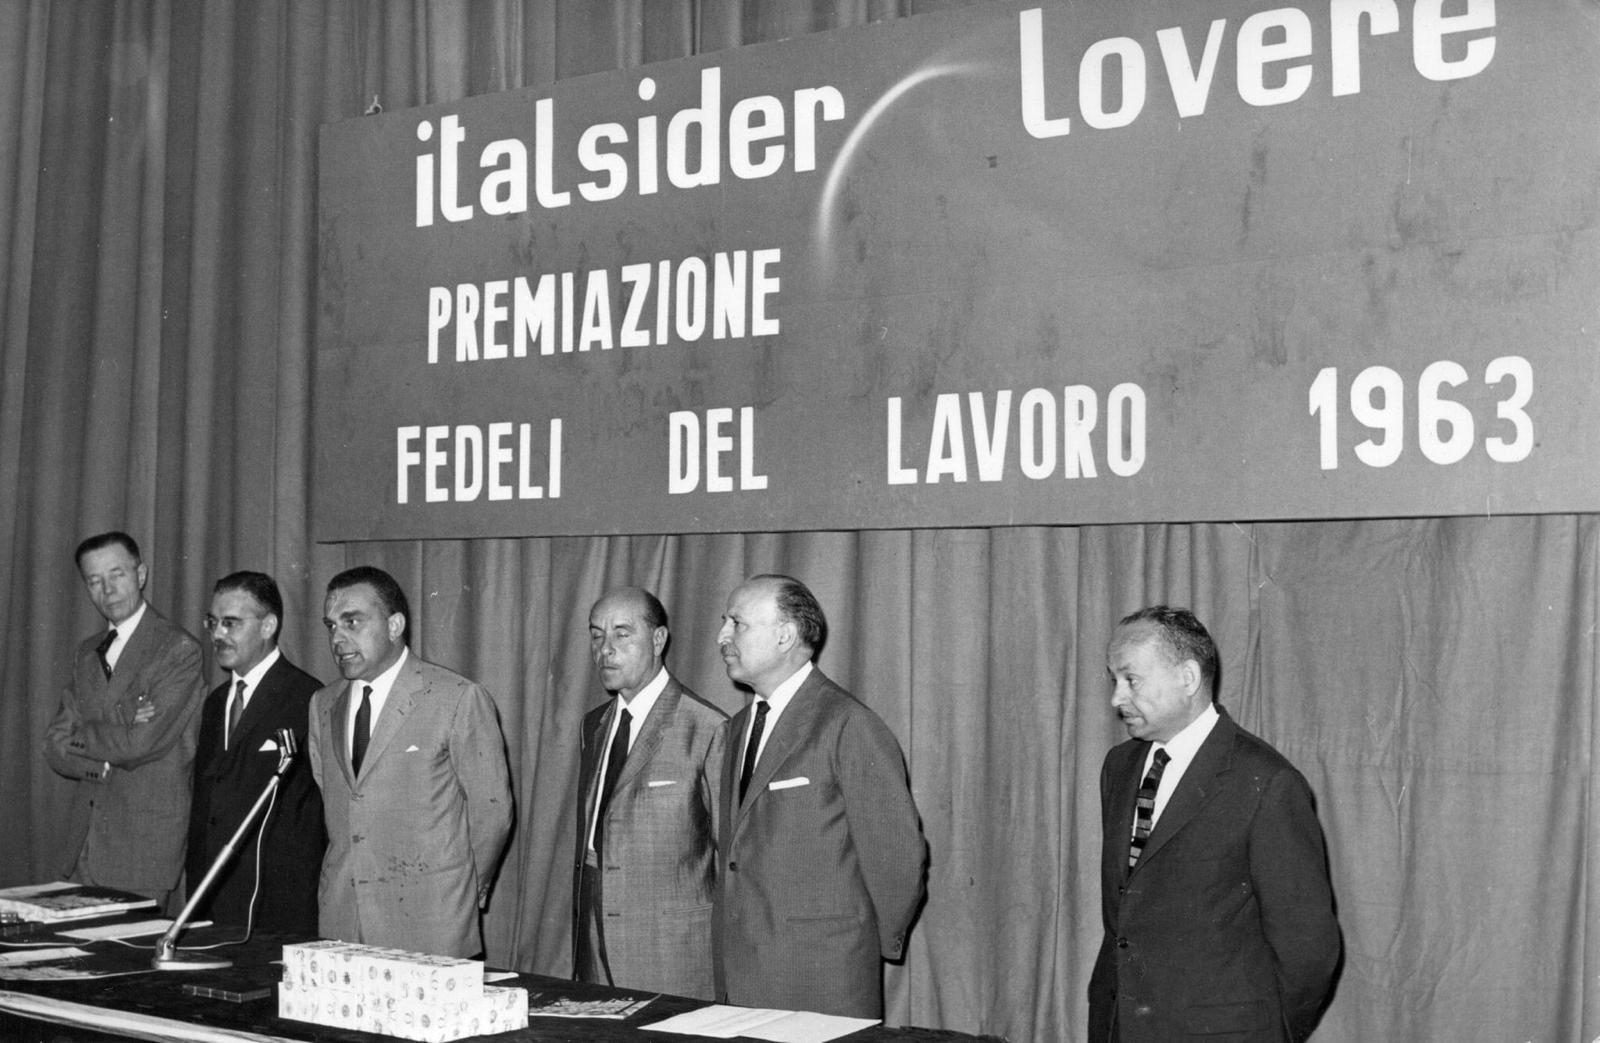 italsider lovere
PREMIAZIONE
FEDELI DEL LAVORO 1963